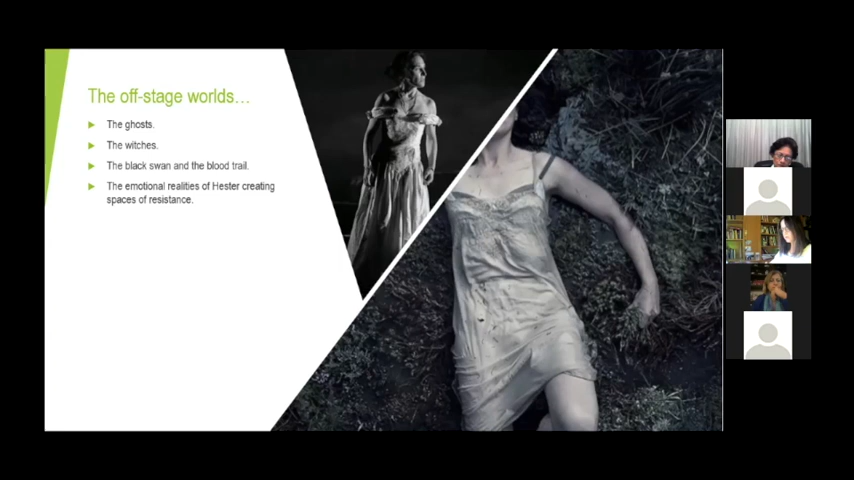 The off-stage worlds…
The ghosts.
The witches.
The black swan and the blood trail.
The emotional realities of Hester creating
spaces of resistance.